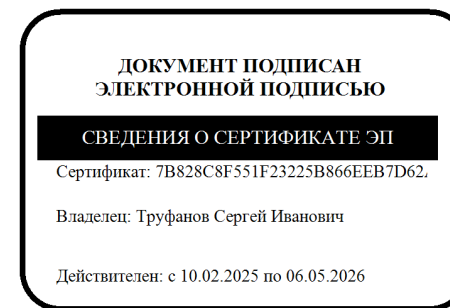 ДОКУМЕНТ ПОДПИСАН
ЭЛЕКТРОННОЙ ПОДПИСЬЮ
СВЕДЕНИЯ О СЕРТИФИКАТЕ ЭП
Сертификат: 7B828C8F551F23225B866EEB7D62
Владелец: Труфанов Сергей Иванович
Действителен: с 10.02.2025 по 06.05.2026